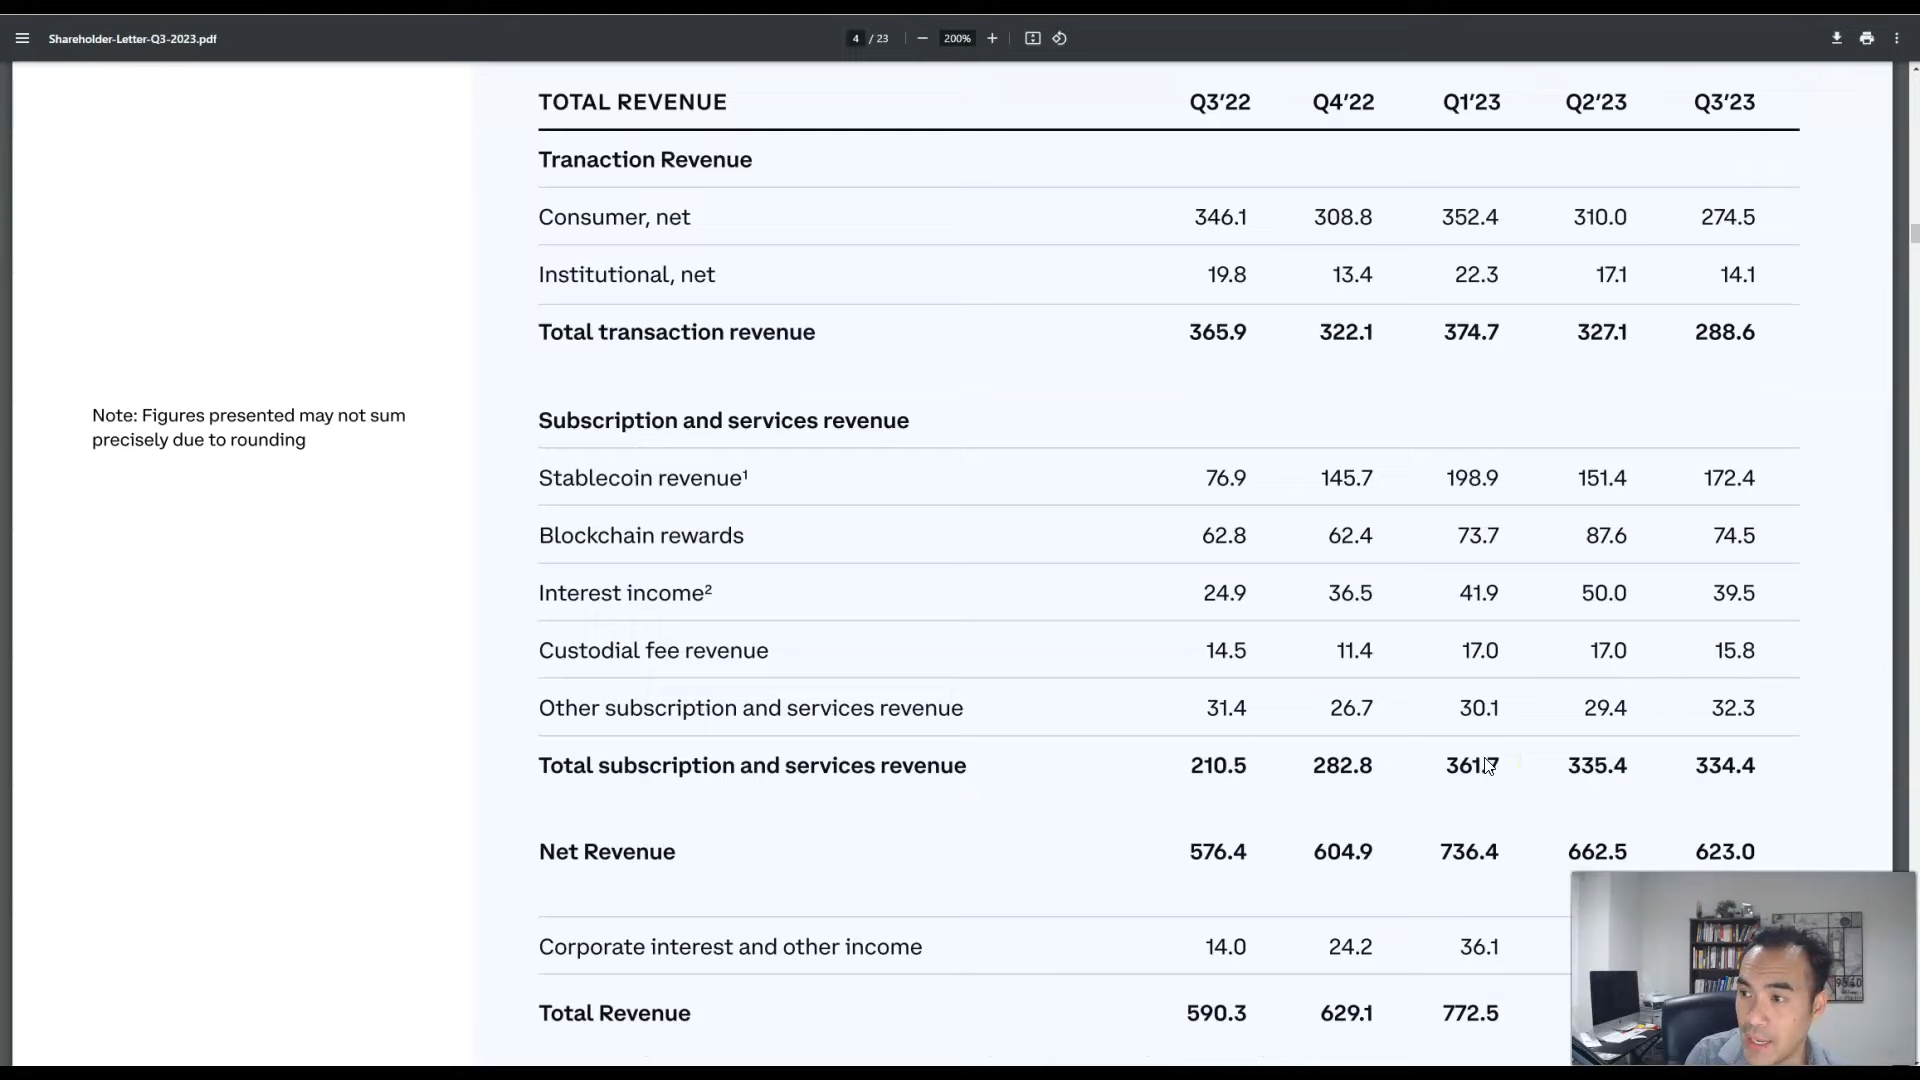 Shareholder-Letter-Q3-2023.pdf 4 / 23 200%
TOTAL REVENUE Q3’22 Q4’22 Q1’23 Q2’23 Q3’23
Tranaction Revenue
Consumer, net 346.1 308.8 352.4 310.0 274.5
Institutional, net 19.8 13.4 22.3 17.1 14.1
Total transaction revenue 365.9 322.1 374.7 327.1 288.6
Note: Figures presented may not sum
precisely due to rounding
Subscription and services revenue
Stablecoin revenue¹ 76.9 145.7 198.9 151.4 172.4
Blockchain rewards 62.8 62.4 73.7 87.6 74.5
Interest income² 24.9 36.5 41.9 50.0 39.5
Custodial fee revenue 14.5 11.4 17.0 17.0 15.8
Other subscription and services revenue 31.4 26.7 30.1 29.4 32.3
Total subscription and services revenue 210.5 282.8 361.7 335.4 334.4
Net Revenue 576.4 604.9 736.4 662.5 623.0
Corporate interest and other income 14.0 24.2 36.1
Total Revenue 590.3 629.1 772.5